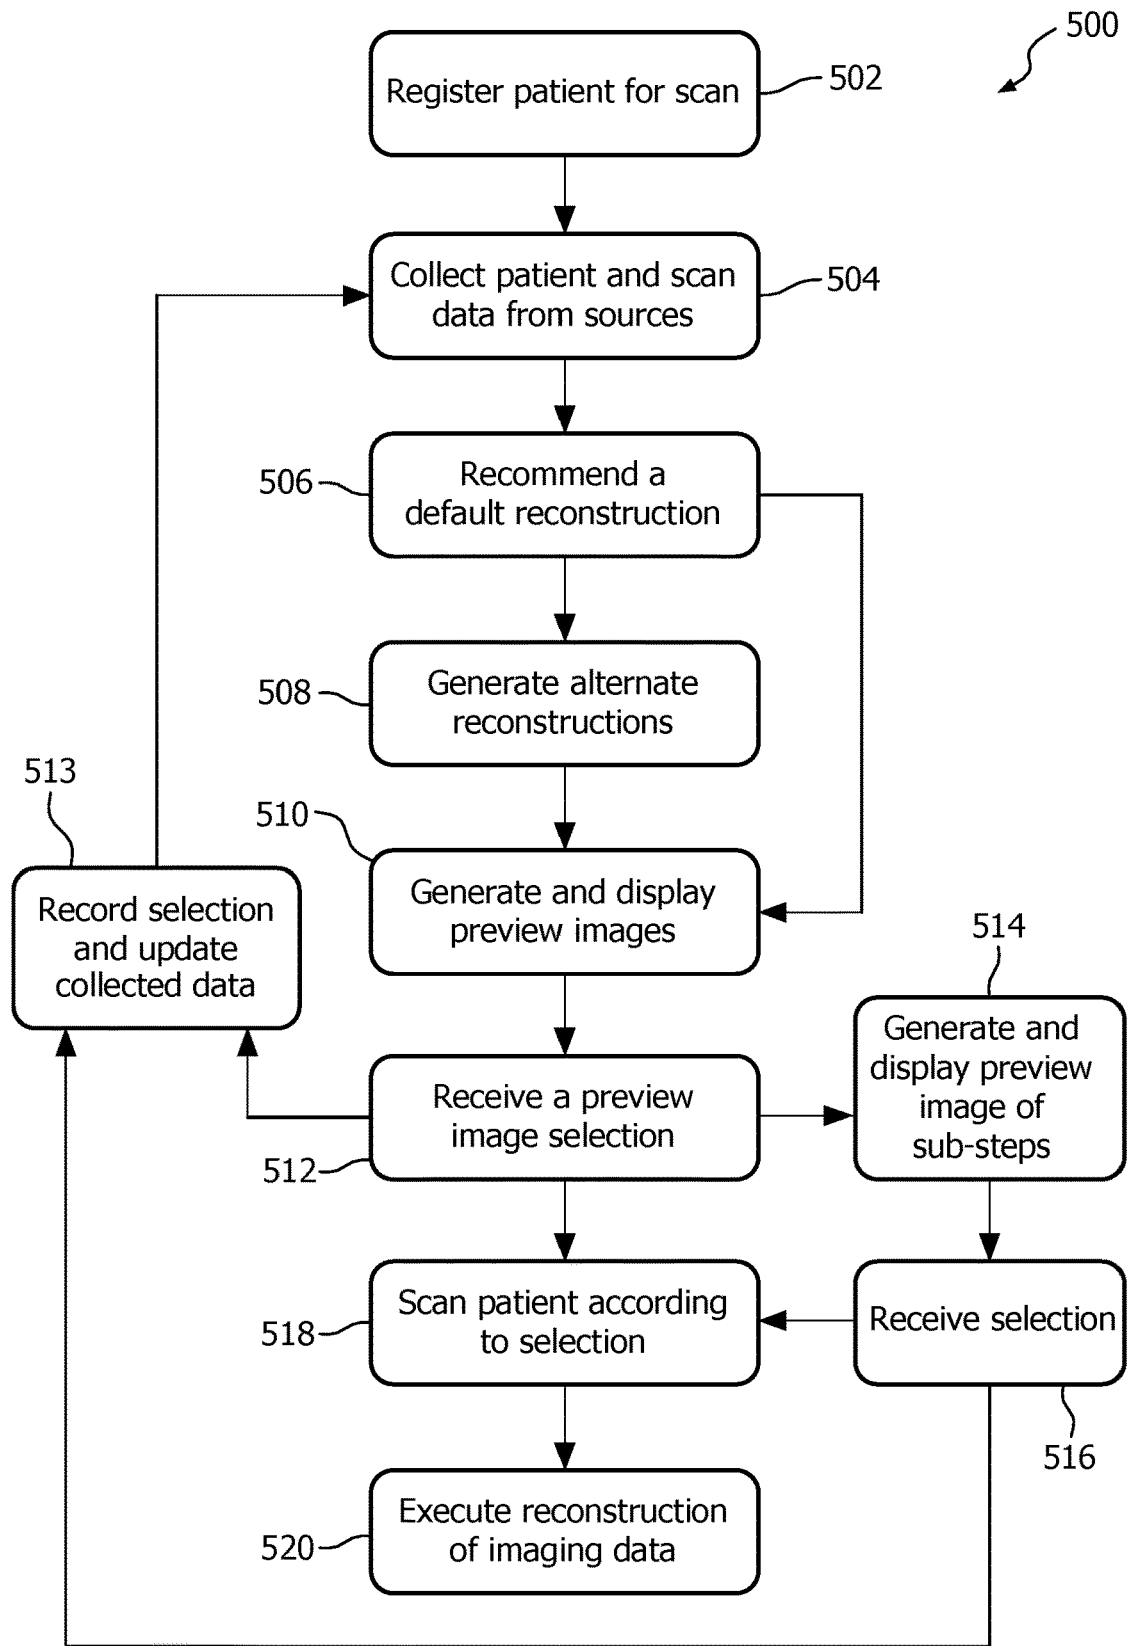 500
Register patient for scan
502
Collect patient and scan
data from sources
504
506
Recommend a
default reconstruction
508
Generate alternate
reconstructions
513
510
Record selection
and update
collected data
Generate and display
preview images
514
Generate and
display preview
image of
sub-steps
Receive a preview
image selection
512
Scan patient according
to selection
518
Receive selection
516
Execute reconstruction
of imaging data
520